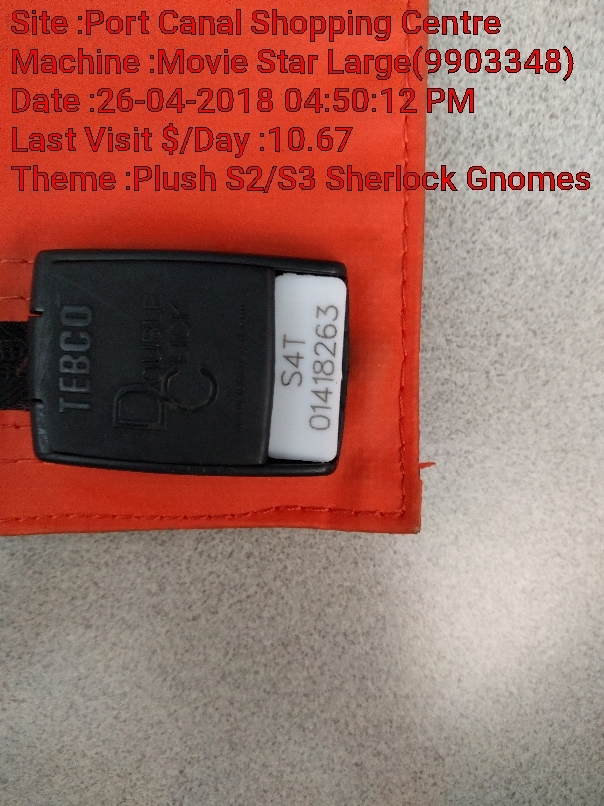 Site :Port Canal Shopping Centre
Machine :Movie Star Large(9903348)
Date :26-04-2018 04:50:12 PM
Last Visit $/Day :10.67
Theme :Plush S2/S3 Sherlock Gnomes
TEBCO
DOUBLE
CLICK
S4T
01418263